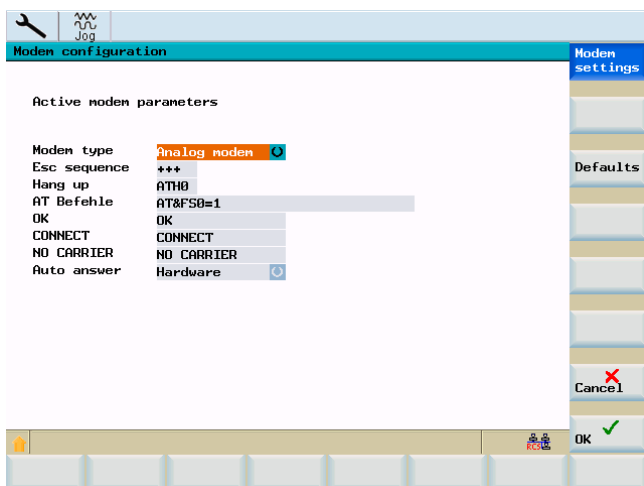 Jog
Modem configuration
Modem settings
Active modem parameters
Modem type Analog modem
Esc sequence +++
Defaults
Hang up ATH0
AT Befehle AT&FS0=1
OK OK
CONNECT CONNECT
NO CARRIER NO CARRIER
Auto answer Hardware
Cancel
RCS
OK